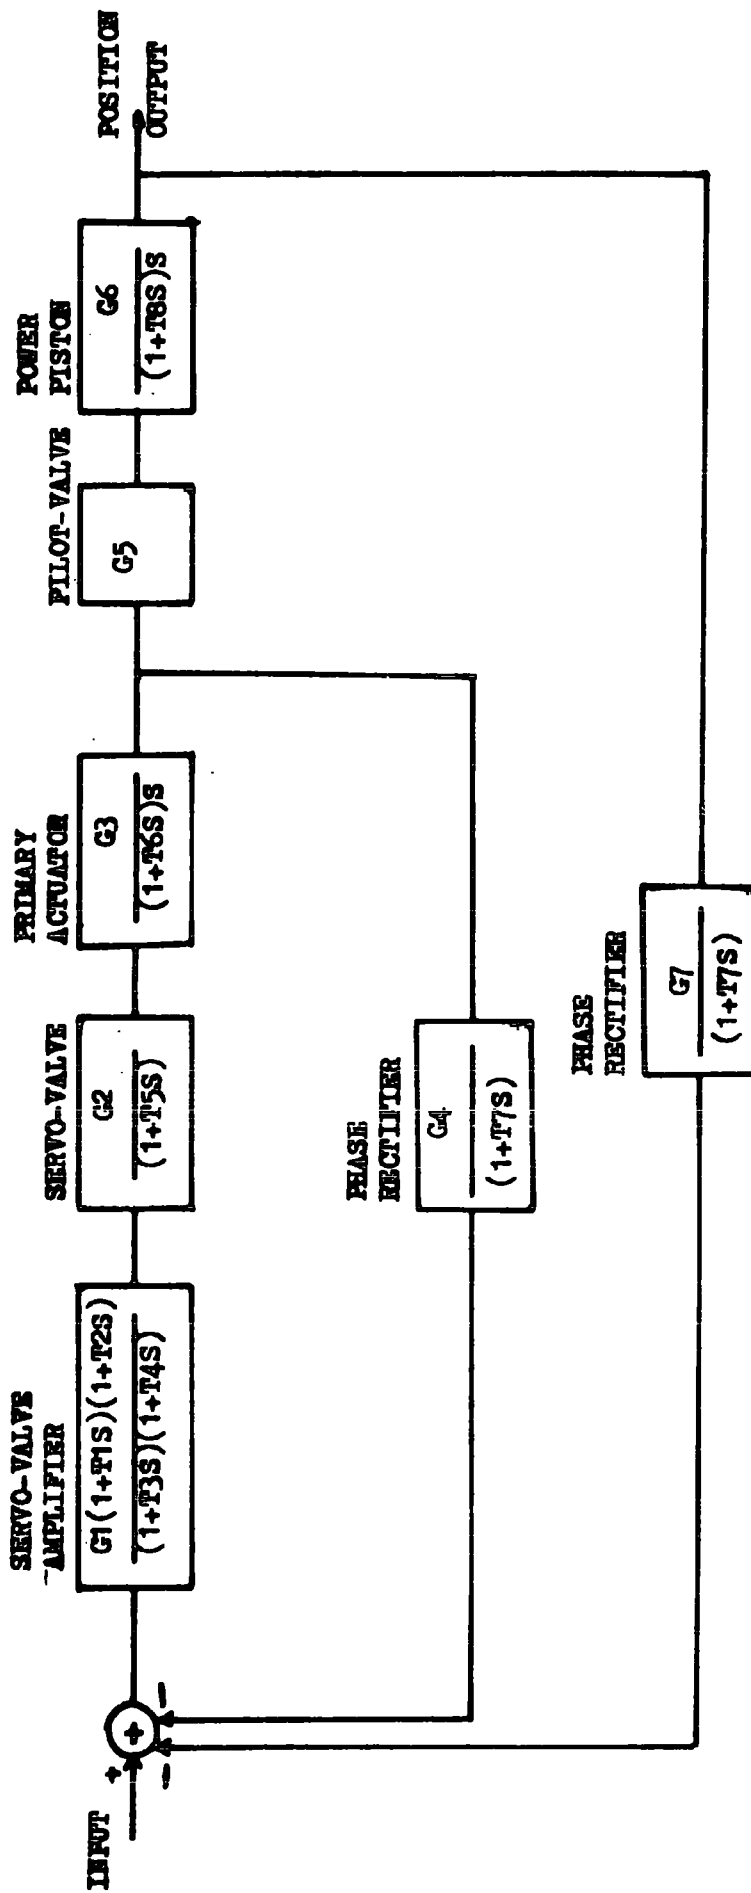 INPUT
+
+
-
-
SERVO-VALVE
AMPLIFIER
G1(1+T1S)(1+T2S)
(1+T3S)(1+T4S)
SERVO-VALVE
G2
(1+T5S)
PRIMARY
ACTUATOR
G3
(1+T6S)S
PILOT-VALVE
G5
POWER
PISTON
G6
(1+T8S)S
POSITION
OUTPUT
PHASE
RECTIFIER
G4
(1+T7S)
PHASE
RECTIFIER
G7
(1+T7S)